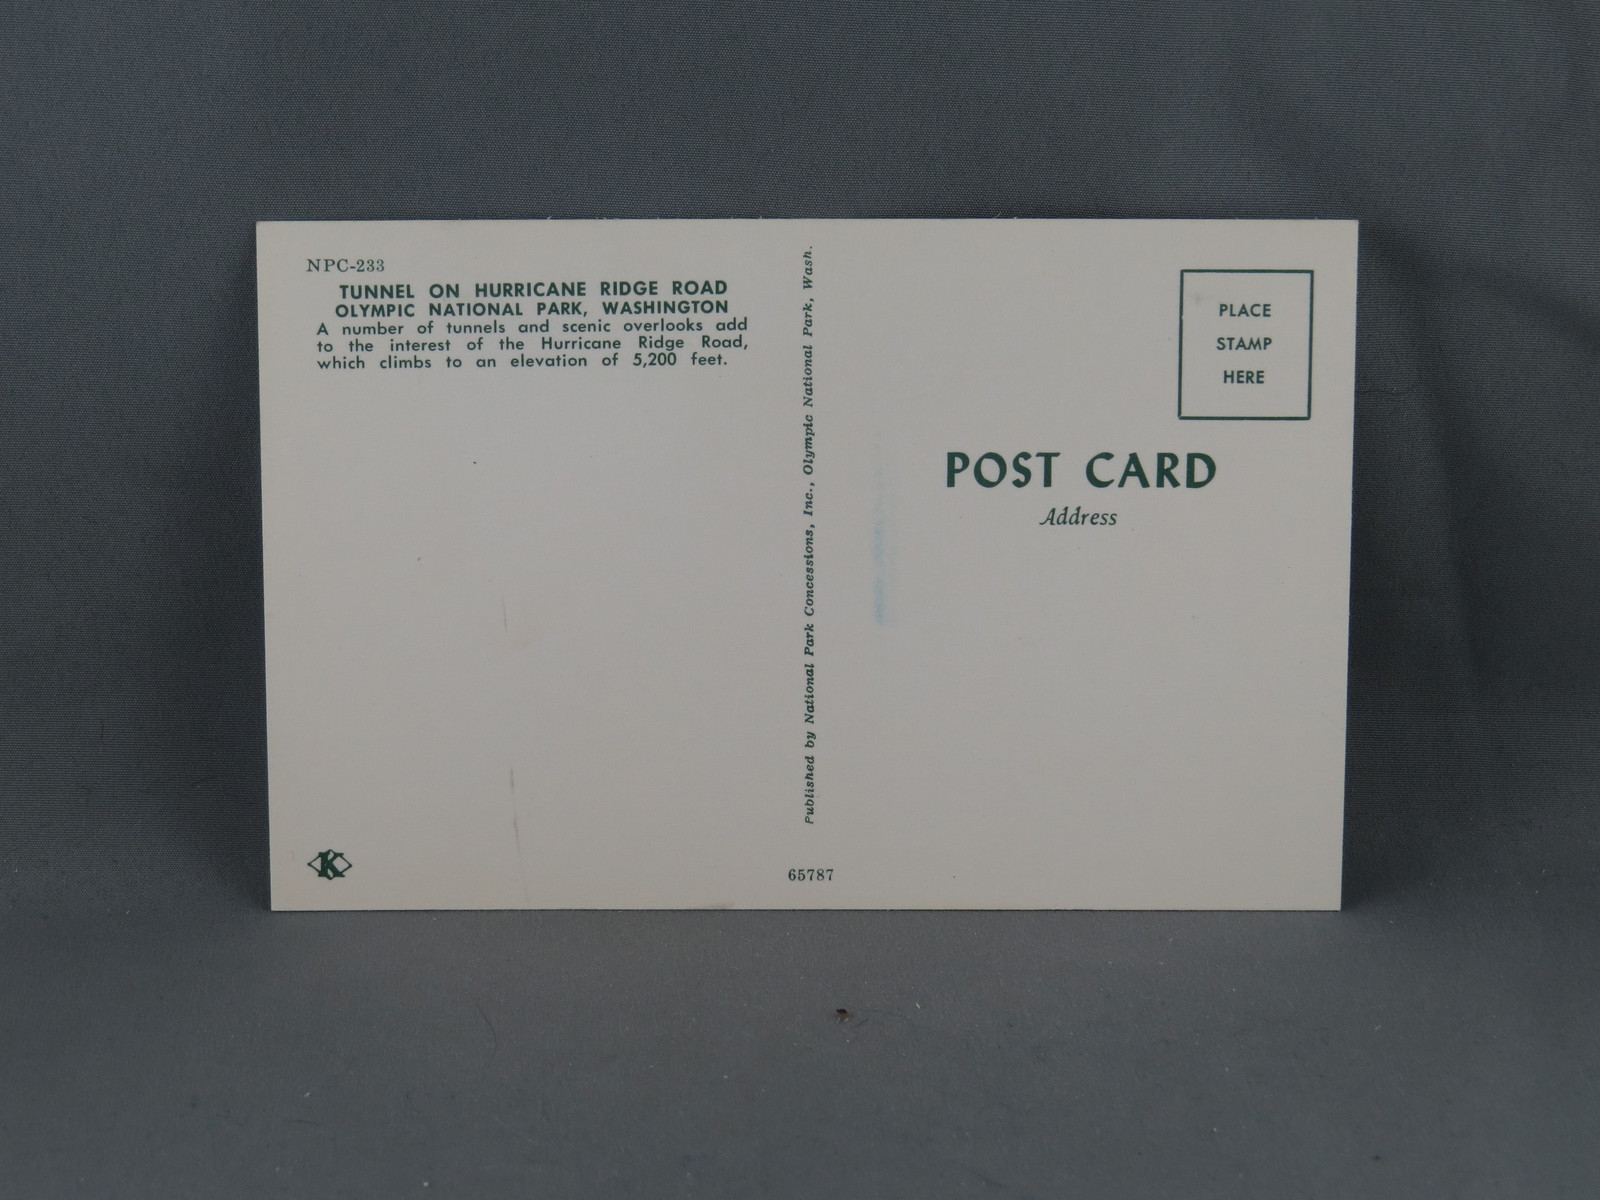 NPC-233
TUNNEL ON HURRICANE RIDGE ROAD
OLYMPIC NATIONAL PARK, WASHINGTON
A number of tunnels and scenic overlooks add
to the interest of the Hurricane Ridge Road,
which climbs to an elevation of 5,200 feet.
K
Published by National Park Concessions, Inc., Olympic National Park, Wash.
65787
PLACE
STAMP
HERE
POST CARD
Address